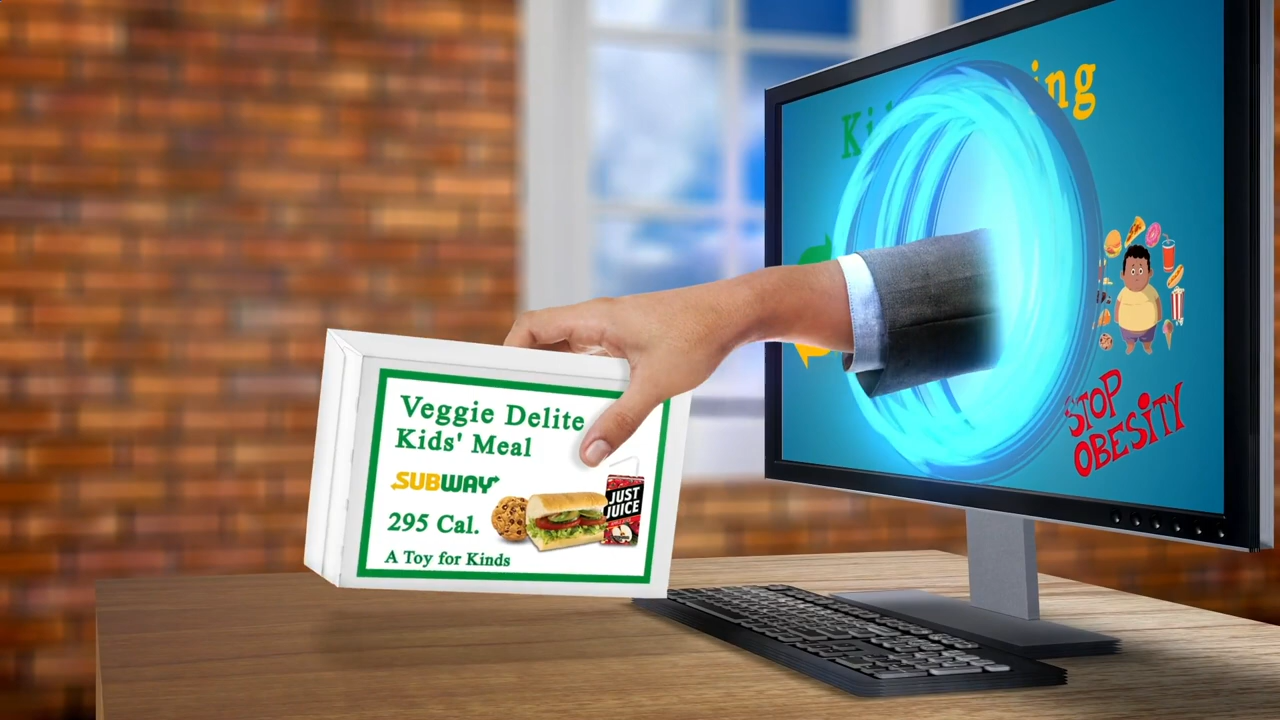 Veggie Delite
Kids' Meal
SUBWAY
295 Cal.
A Toy for Kinds
JUST
JUICE
STOP
OBESITY